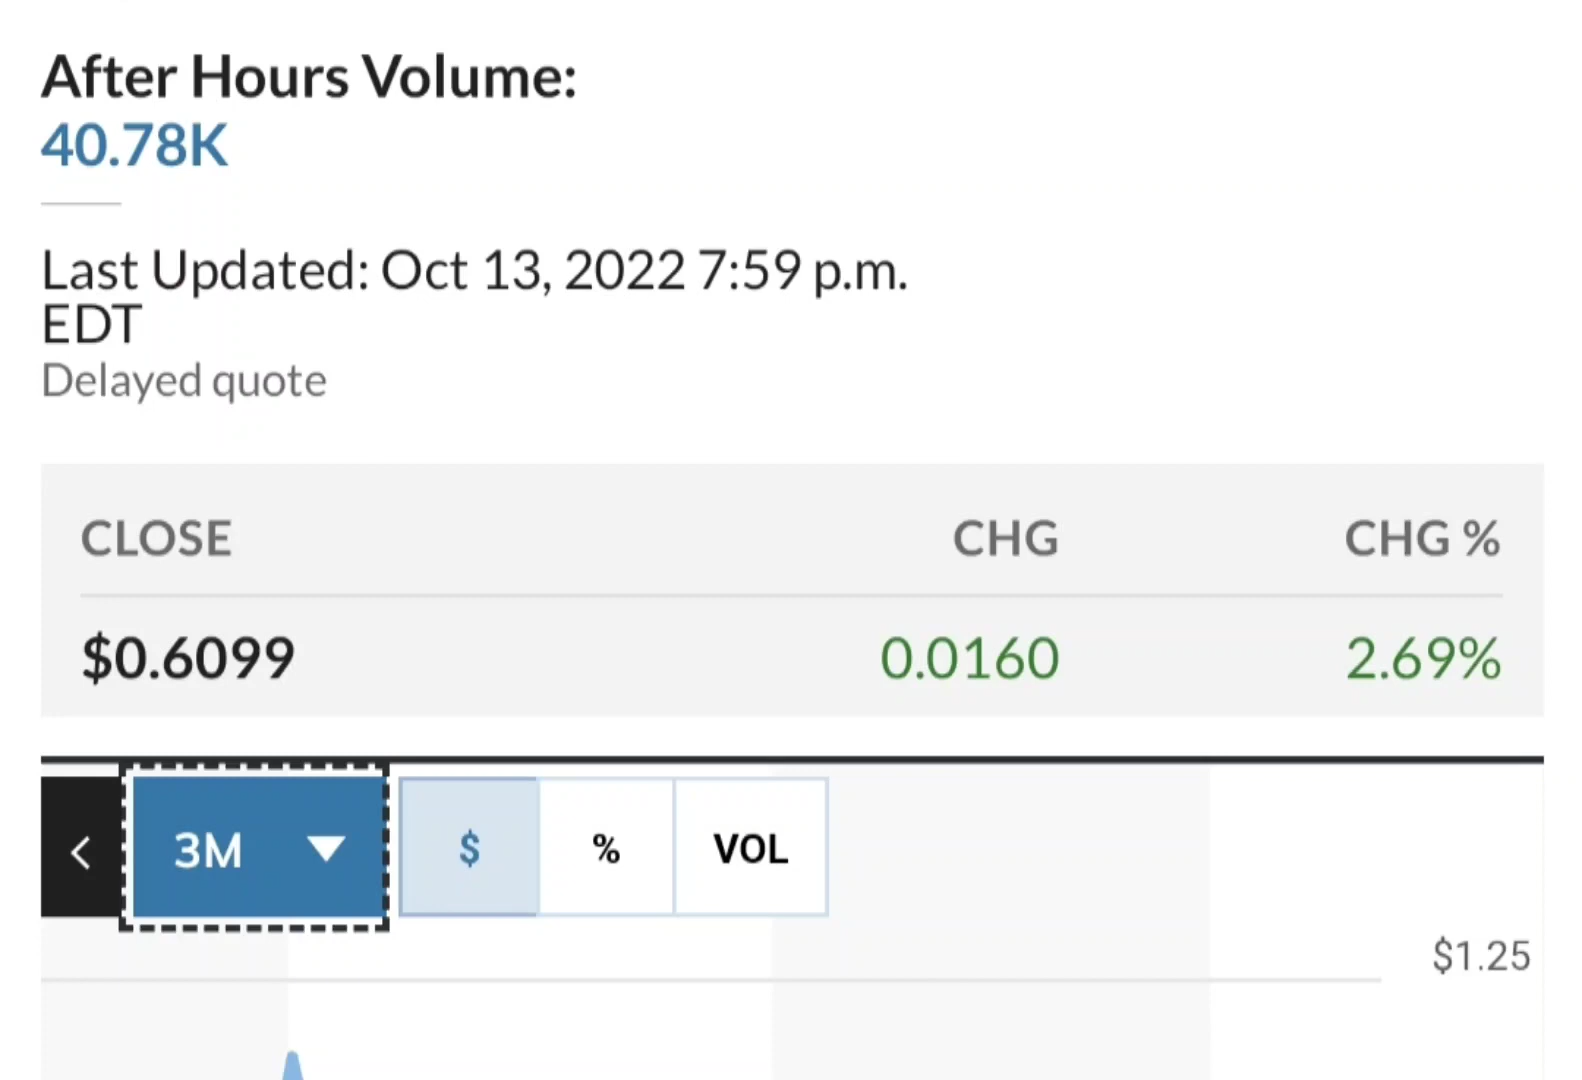 After Hours Volume:
40.78K
Last Updated: Oct 13, 2022 7:59 p.m.
EDT
Delayed quote
CLOSE CHG CHG %
$0.6099 0.0160 2.69%
3M $ % VOL
$1.25